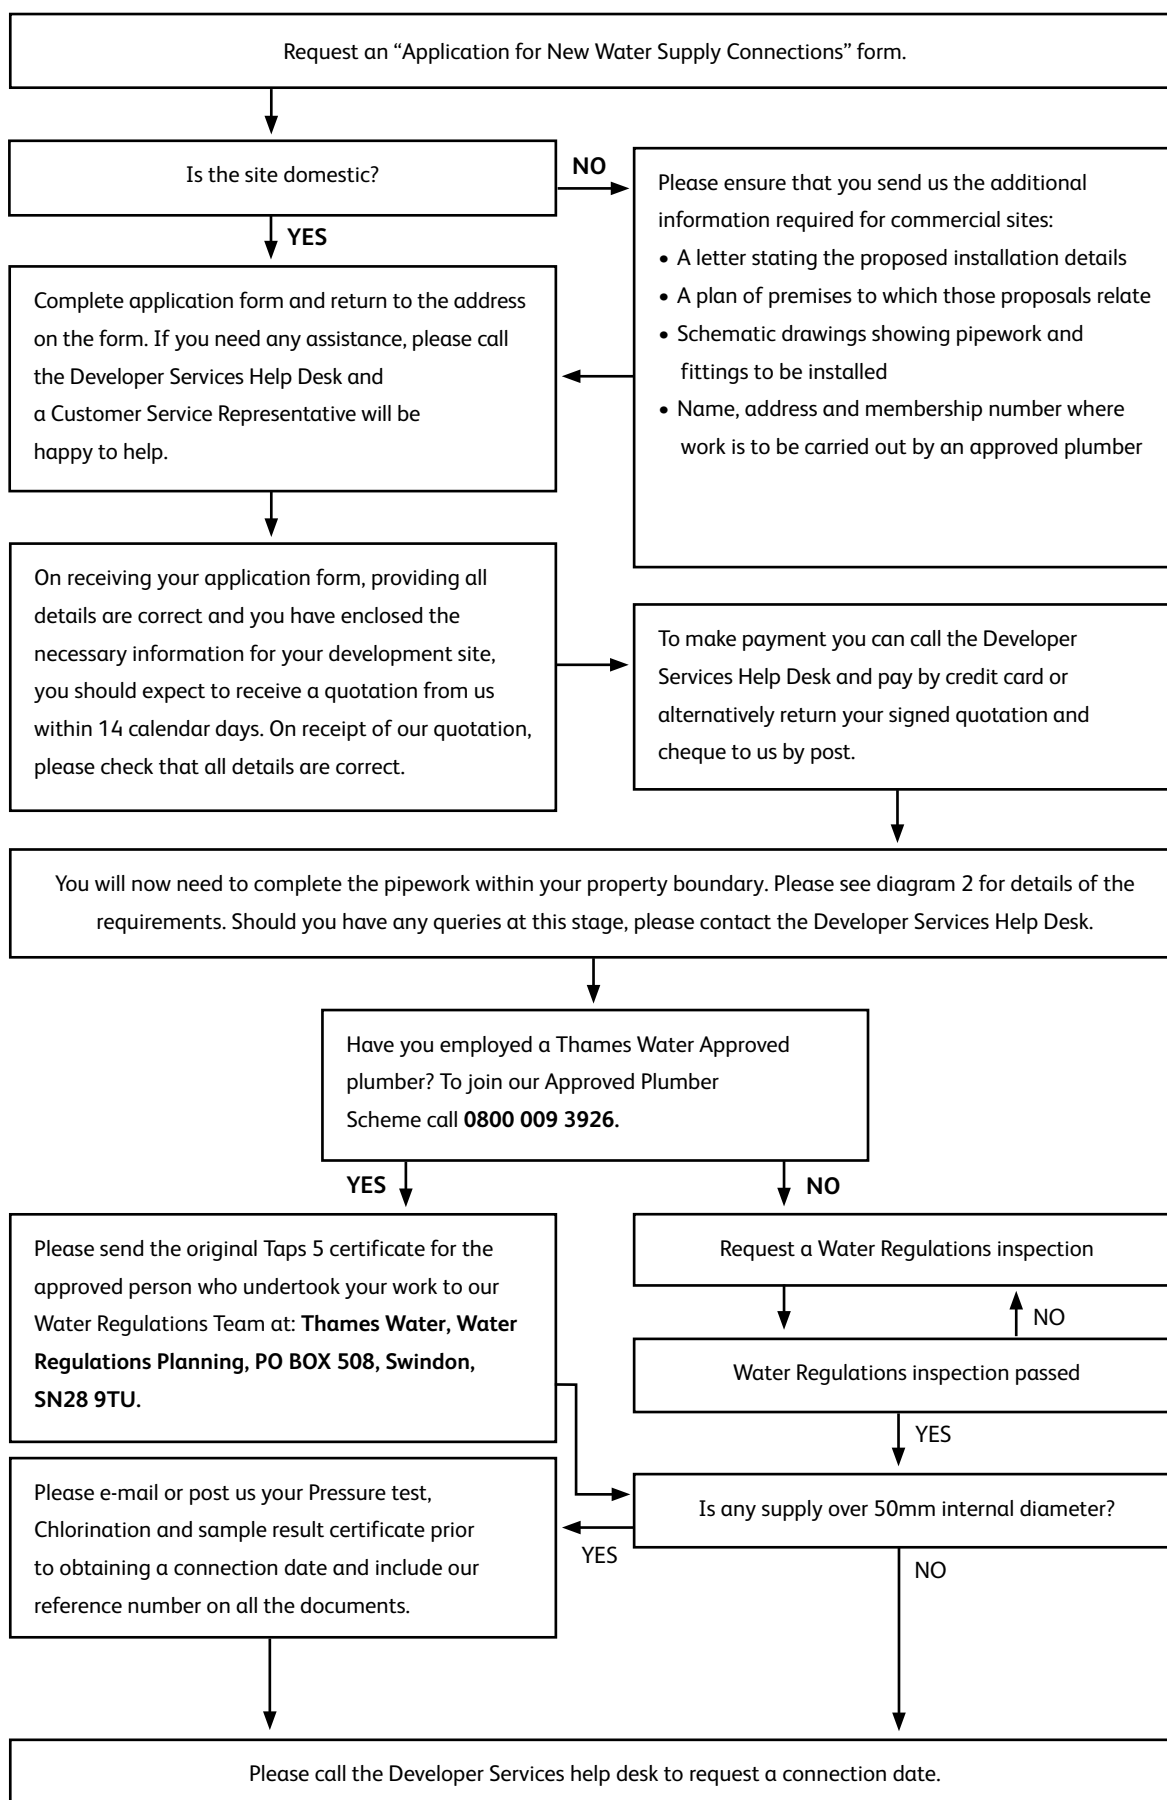 Request an “Application for New Water Supply Connections” form.
Is the site domestic?
NO
YES
Please ensure that you send us the additional
information required for commercial sites:
• A letter stating the proposed installation details
• A plan of premises to which those proposals relate
• Schematic drawings showing pipework and
fittings to be installed
• Name, address and membership number where
work is to be carried out by an approved plumber
Complete application form and return to the address
on the form. If you need any assistance, please call
the Developer Services Help Desk and
a Customer Service Representative will be
happy to help.
On receiving your application form, providing all
details are correct and you have enclosed the
necessary information for your development site,
you should expect to receive a quotation from us
within 14 calendar days. On receipt of our quotation,
please check that all details are correct.
To make payment you can call the Developer
Services Help Desk and pay by credit card or
alternatively return your signed quotation and
cheque to us by post.
You will now need to complete the pipework within your property boundary. Please see diagram 2 for details of the
requirements. Should you have any queries at this stage, please contact the Developer Services Help Desk.
Have you employed a Thames Water Approved
plumber? To join our Approved Plumber
Scheme call 0800 009 3926.
YES
NO
Please send the original Taps 5 certificate for the
approved person who undertook your work to our
Water Regulations Team at: Thames Water, Water
Regulations Planning, PO BOX 508, Swindon,
SN28 9TU.
Request a Water Regulations inspection
NO
Water Regulations inspection passed
YES
Is any supply over 50mm internal diameter?
YES
NO
Please e-mail or post us your Pressure test,
Chlorination and sample result certificate prior
to obtaining a connection date and include our
reference number on all the documents.
Please call the Developer Services help desk to request a connection date.